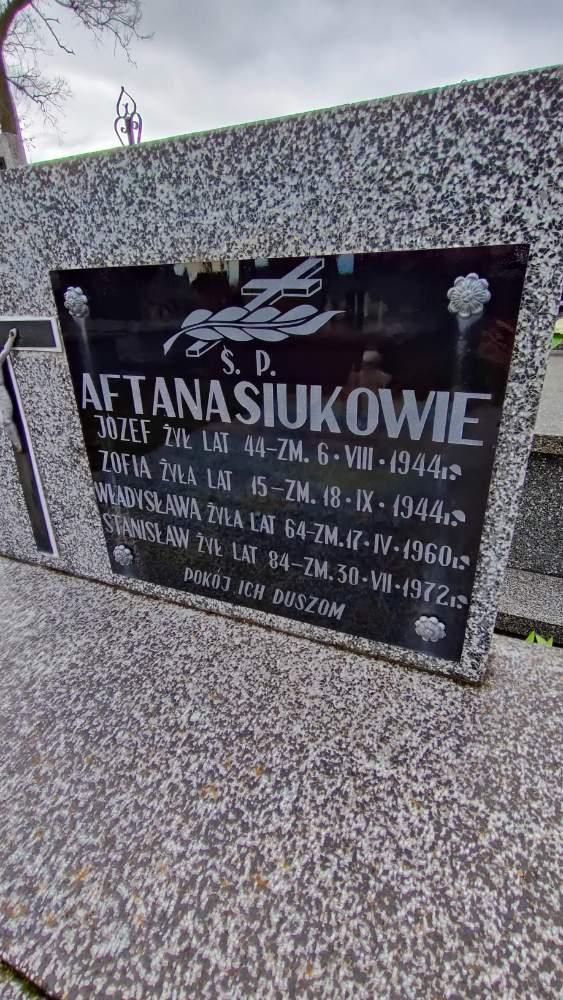 Ś. P.
AFTANASIUKOWIE
JÓZEF ŻYŁ LAT 44-ZM. 6·VIII·1944r.
ZOFIA ŻYŁA LAT 15-ZM. 18·IX·1944r.
WŁADYSŁAWA ŻYŁA LAT 64-ZM. 17·IV·1960r.
STANISŁAW ŻYŁ LAT 84-ZM. 30·VII·1972r.
POKÓJ ICH DUSZOM